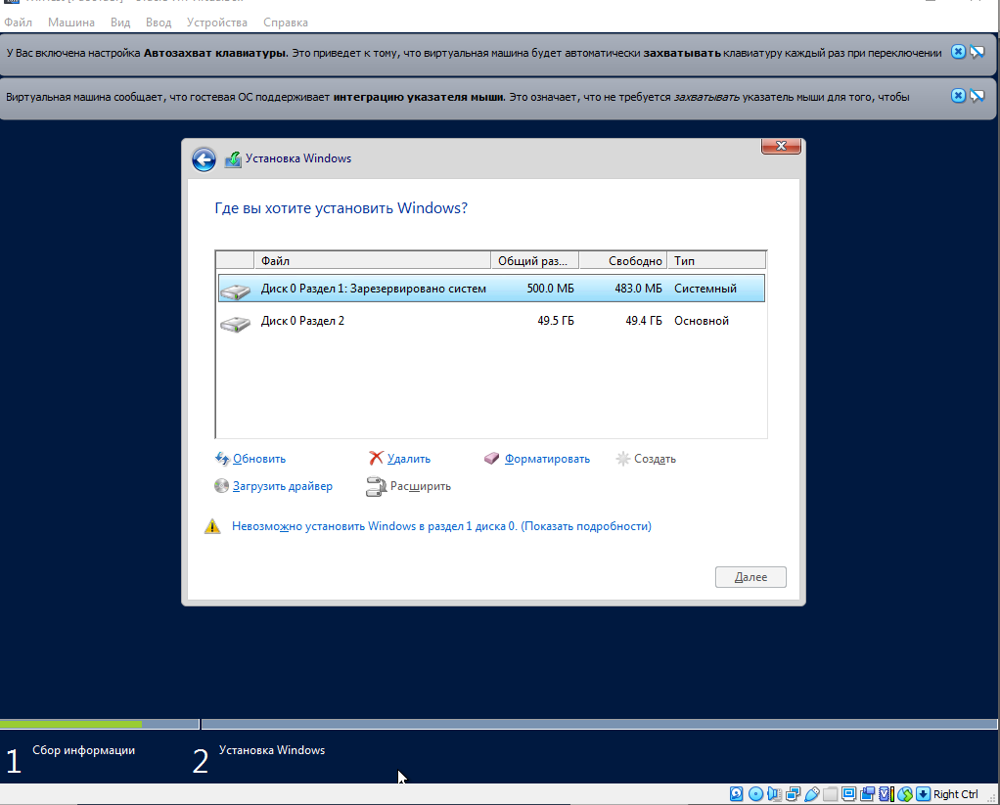 Файл Машина Вид Ввод Устройства Справка
У Вас включена настройка Автозахват клавиатуры. Это приведет к тому, что виртуальная машина будет автоматически захватывать клавиатуру каждый раз при переключении
Виртуальная машина сообщает, что гостевая ОС поддерживает интеграцию указателя мыши. Это означает, что не требуется захватывать указатель мыши для того, чтобы
Установка Windows
Где вы хотите установить Windows?
Файл Общий раз... Свободно Тип
Диск 0 Раздел 1: Зарезервировано систем 500.0 МБ 483.0 МБ Системный
Диск 0 Раздел 2 49.5 ГБ 49.4 ГБ Основной
Обновить Удалить Форматировать Создать
Загрузить драйвер Расширить
Невозможно установить Windows в раздел 1 диска 0. (Показать подробности)
Далее
1 Сбор информации 2 Установка Windows
Right Ctrl